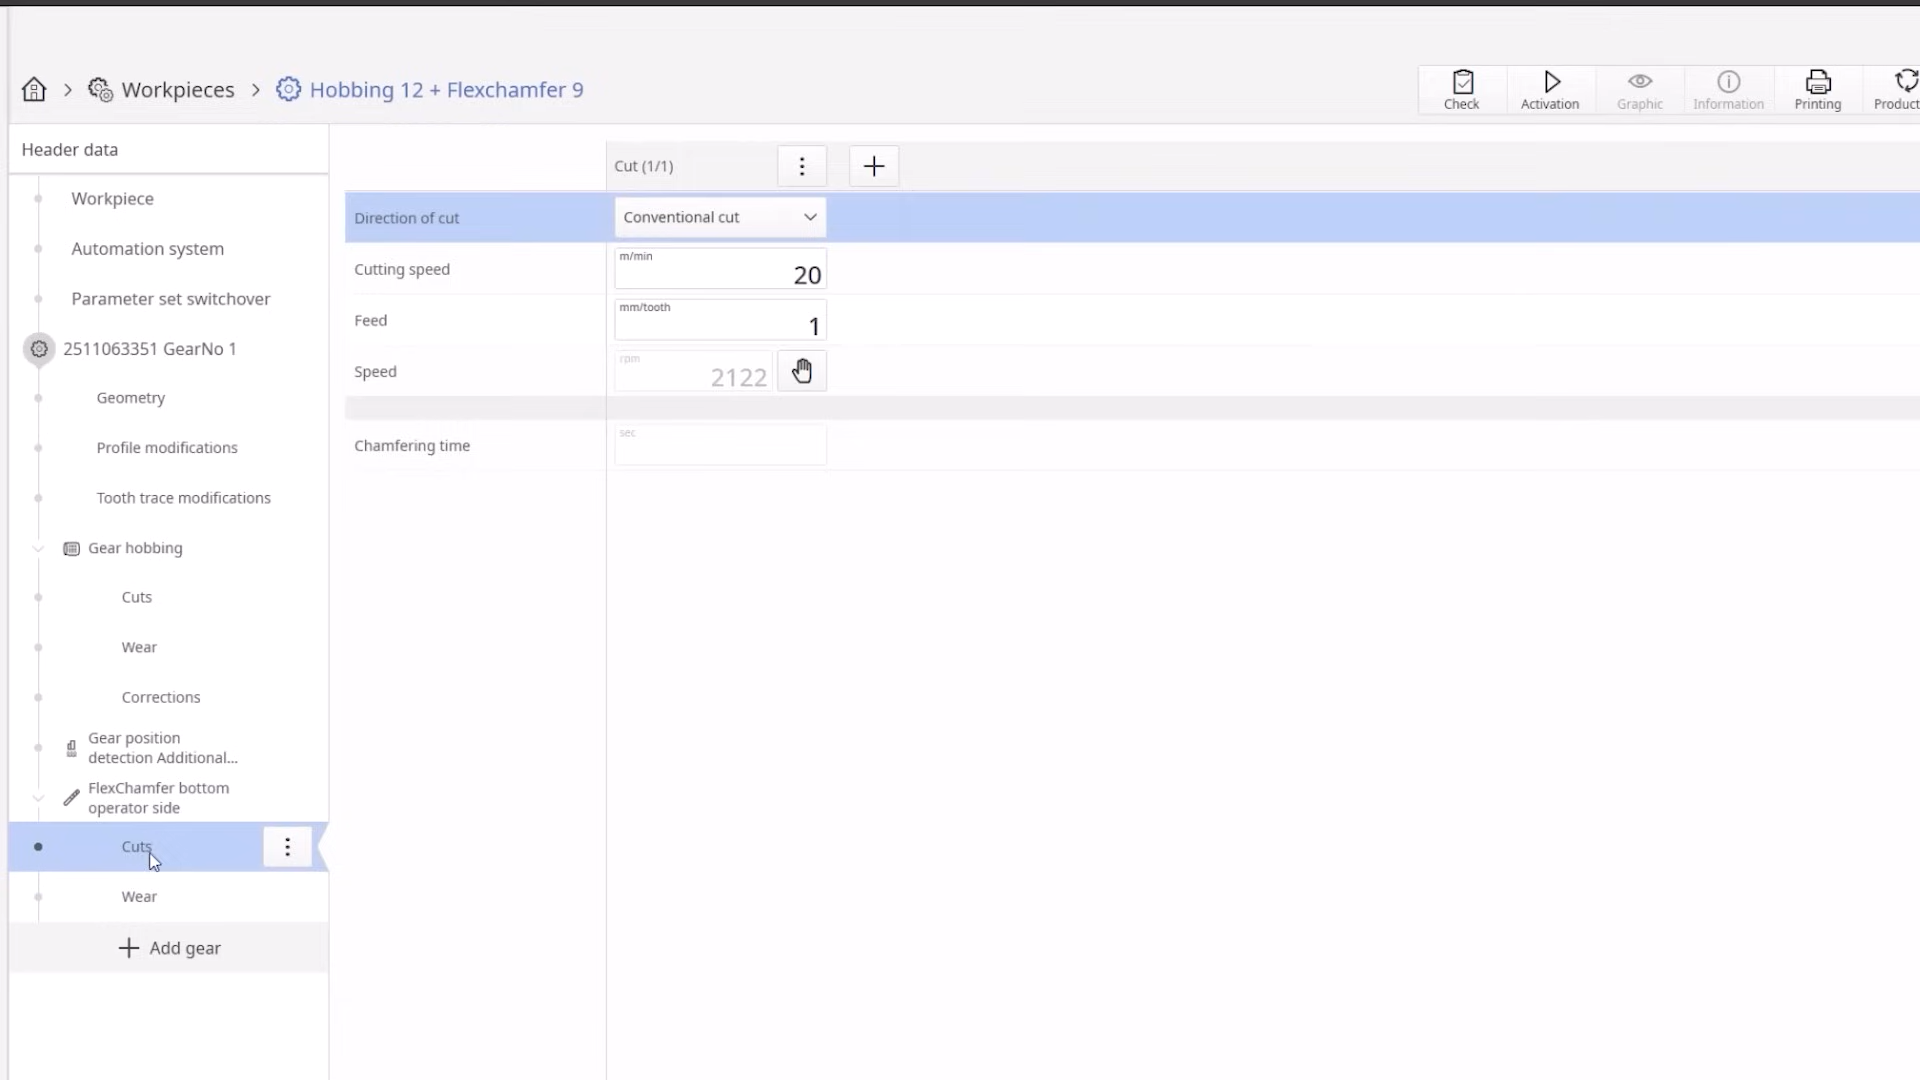 Workpieces
Hobbing 12 + Flexchamfer 9
Check
Activation
Graphic
Information
Printing
Product
Header data
Workpiece
Automation system
Parameter set switchover
2511063351 GearNo 1
Geometry
Profile modifications
Tooth trace modifications
Gear hobbing
Cuts
Wear
Corrections
Gear position
detection Additional...
FlexChamfer bottom
operator side
Cuts
Wear
Add gear
Cut (1/1)
Direction of cut
Conventional cut
Cutting speed
m/min
20
Feed
mm/tooth
1
Speed
rpm
2122
Chamfering time
sec